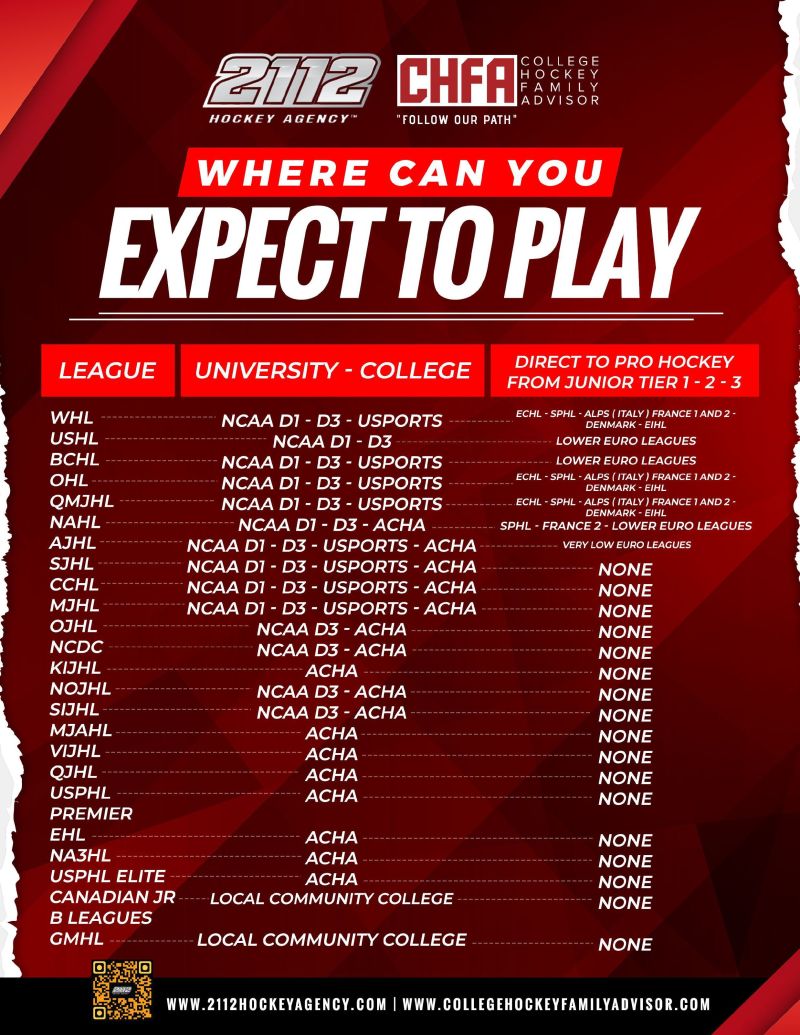 2112
HOCKEY AGENCY™
CHFA
COLLEGE
HOCKEY
FAMILY
ADVISOR
"FOLLOW OUR PATH"
WHERE CAN YOU
EXPECT TO PLAY
LEAGUE UNIVERSITY - COLLEGE DIRECT TO PRO HOCKEY FROM JUNIOR TIER 1 - 2 - 3
WHL NCAA D1 - D3 - USPORTS ECHL - SPHL - ALPS ( ITALY ) FRANCE 1 AND 2 - DENMARK - EIHL
USHL NCAA D1 - D3 LOWER EURO LEAGUES
BCHL NCAA D1 - D3 - USPORTS LOWER EURO LEAGUES
OHL NCAA D1 - D3 - USPORTS ECHL - SPHL - ALPS ( ITALY ) FRANCE 1 AND 2 - DENMARK - EIHL
QMJHL NCAA D1 - D3 - USPORTS ECHL - SPHL - ALPS ( ITALY ) FRANCE 1 AND 2 - DENMARK - EIHL
NAHL NCAA D1 - D3 - ACHA SPHL - FRANCE 2 - LOWER EURO LEAGUES
AJHL NCAA D1 - D3 - USPORTS - ACHA VERY LOW EURO LEAGUES
SJHL NCAA D1 - D3 - USPORTS - ACHA NONE
CCHL NCAA D1 - D3 - USPORTS - ACHA NONE
MJHL NCAA D1 - D3 - USPORTS - ACHA NONE
OJHL NCAA D3 - ACHA NONE
NCDC NCAA D3 - ACHA NONE
KIJHL ACHA NONE
NOJHL NCAA D3 - ACHA NONE
SIJHL NCAA D3 - ACHA NONE
MJAHL ACHA NONE
VIJHL ACHA NONE
QJHL ACHA NONE
USPHL ACHA NONE
PREMIER
EHL ACHA NONE
NA3HL ACHA NONE
USPHL ELITE ACHA NONE
CANADIAN JR LOCAL COMMUNITY COLLEGE NONE
B LEAGUES
GMHL LOCAL COMMUNITY COLLEGE NONE
WWW.2112HOCKEYAGENCY.COM | WWW.COLLEGEHOCKEYFAMILYADVISOR.COM